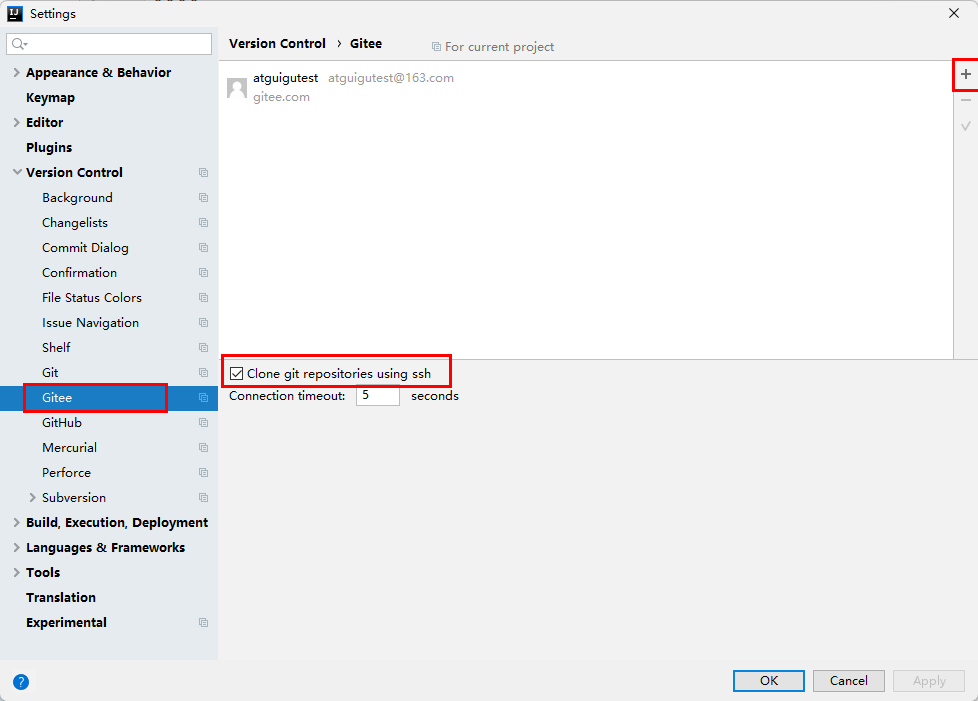 Settings
Version Control › Gitee For current project
Appearance & Behavior
Keymap
Editor
Plugins
Version Control
Background
Changelists
Commit Dialog
Confirmation
File Status Colors
Issue Navigation
Shelf
Git
Gitee
GitHub
Mercurial
Perforce
Subversion
Build, Execution, Deployment
Languages & Frameworks
Tools
Translation
Experimental
atguigutest atguigutest@163.com
gitee.com
Clone git repositories using ssh
Connection timeout: 5 seconds
OK Cancel Apply